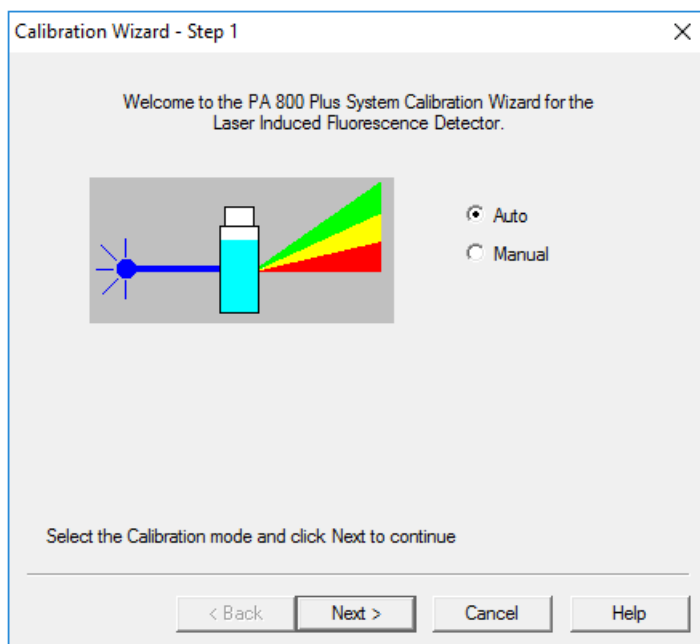 Calibration Wizard - Step 1
Welcome to the PA 800 Plus System Calibration Wizard for the
Laser Induced Fluorescence Detector.
Auto
Manual
Select the Calibration mode and click Next to continue
< Back
Next >
Cancel
Help